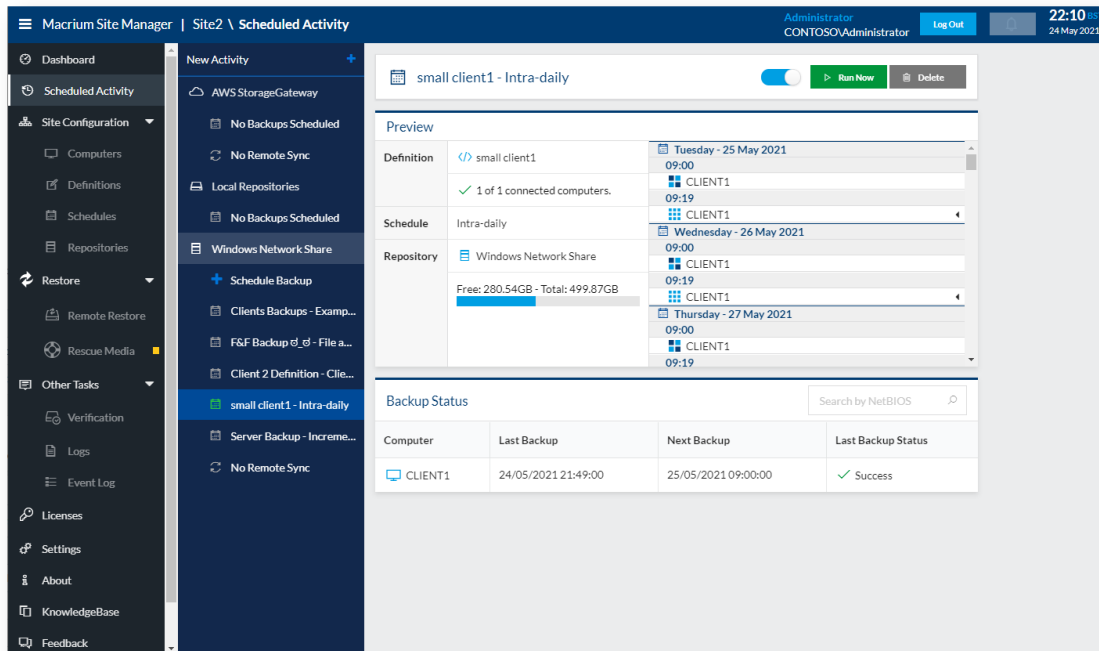 Macrium Site Manager | Site2 \ Scheduled Activity
Administrator
CONTOSO\Administrator
Log Out
22:10 BS
24 May 2021
Dashboard
Scheduled Activity
Site Configuration
Computers
Definitions
Schedules
Repositories
Restore
Remote Restore
Rescue Media
Other Tasks
Verification
Logs
Event Log
Licenses
Settings
About
KnowledgeBase
Feedback
New Activity
AWS StorageGateway
No Backups Scheduled
No Remote Sync
Local Repositories
No Backups Scheduled
Windows Network Share
Schedule Backup
Clients Backups - Examp...
F&F Backup ಠ_ಠ - File a...
Client 2 Definition - Clie...
small client1 - Intra-daily
Server Backup - Increme...
No Remote Sync
small client1 - Intra-daily
Run Now
Delete
Preview
Definition
small client1
1 of 1 connected computers.
Schedule
Intra-daily
Repository
Windows Network Share
Free: 280.54GB - Total: 499.87GB
Tuesday - 25 May 2021
09:00
CLIENT1
09:19
CLIENT1
Wednesday - 26 May 2021
09:00
CLIENT1
09:19
CLIENT1
Thursday - 27 May 2021
09:00
CLIENT1
09:19
Backup Status
Search by NetBIOS
Computer Last Backup Next Backup Last Backup Status
CLIENT1 24/05/2021 21:49:00 25/05/2021 09:00:00 Success